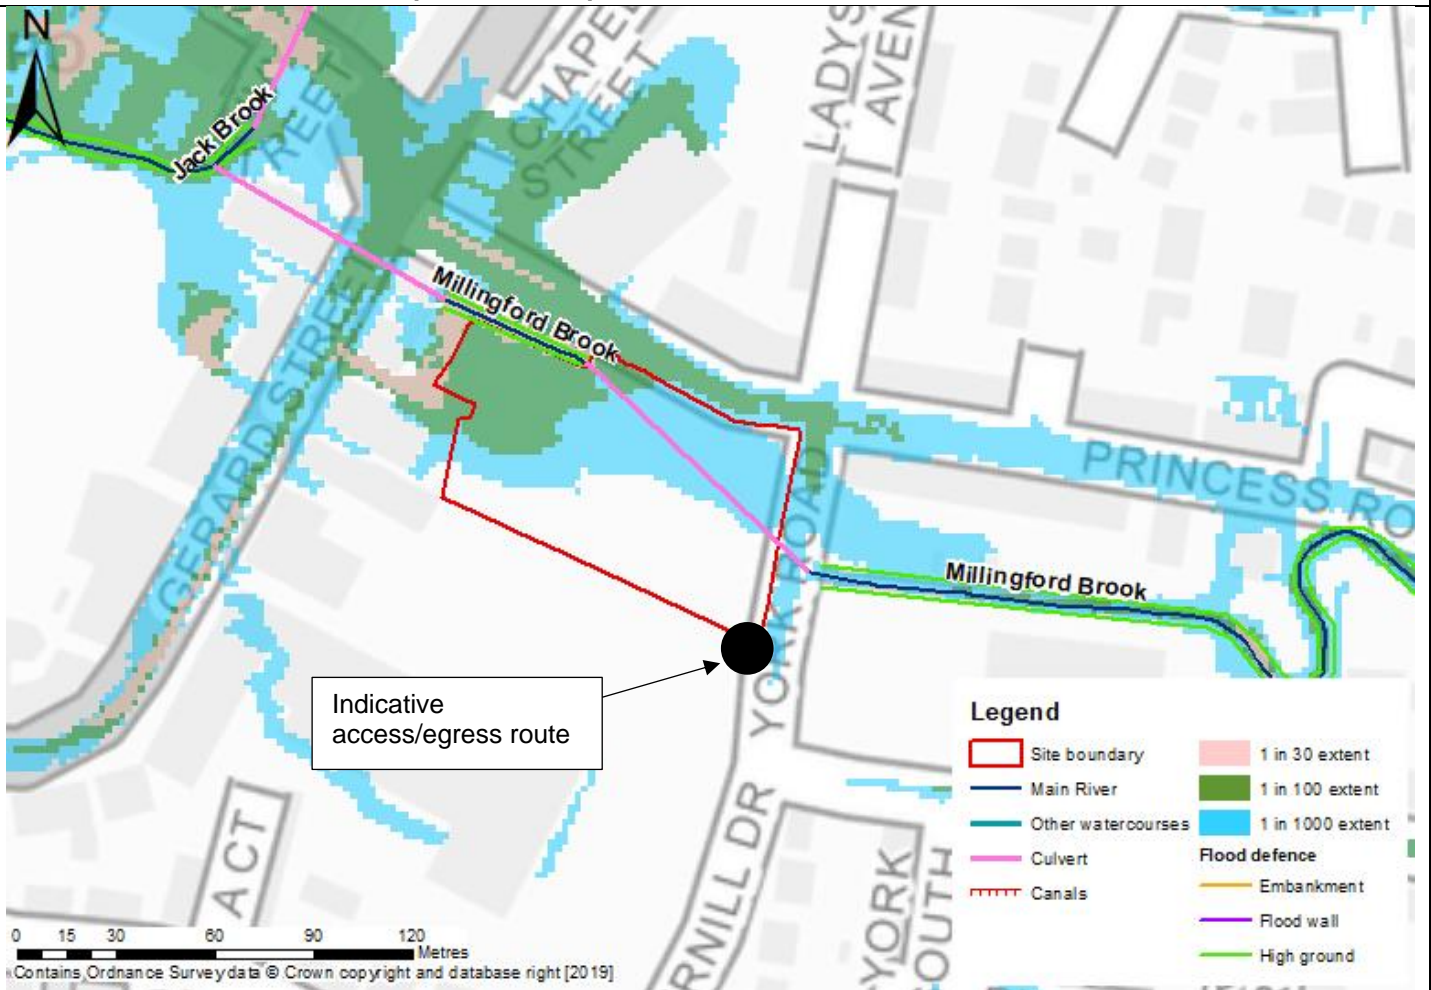 N
Jack Brook
TREET
CHAPEL
STREET
LADYS
AVEN
Millingford Brook
GERARD STREET
PRINCESS RO
YORK ROAD
Millingford Brook
YORK
Indicative
access/egress route
ACT
RNILL DR
YORK
SOUTH
Legend
Site boundary
Main River
Other watercourses
Culvert
Canals
1 in 30 extent
1 in 100 extent
1 in 1000 extent
Flood defence
Embankment
Flood wall
High ground
0 15 30 60 90 120
Metres
Contains Ordnance Survey data © Crown copyright and database right [2019]